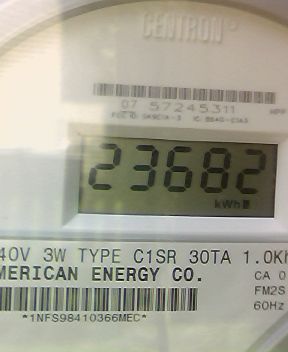 CENTRON
07 57245311
23682
kWh
40V 3W TYPE C1SR 30TA 1.0Kh
MERICAN ENERGY CO.
CA 0
FM2S
60Hz
*1NFS98410366MEC*